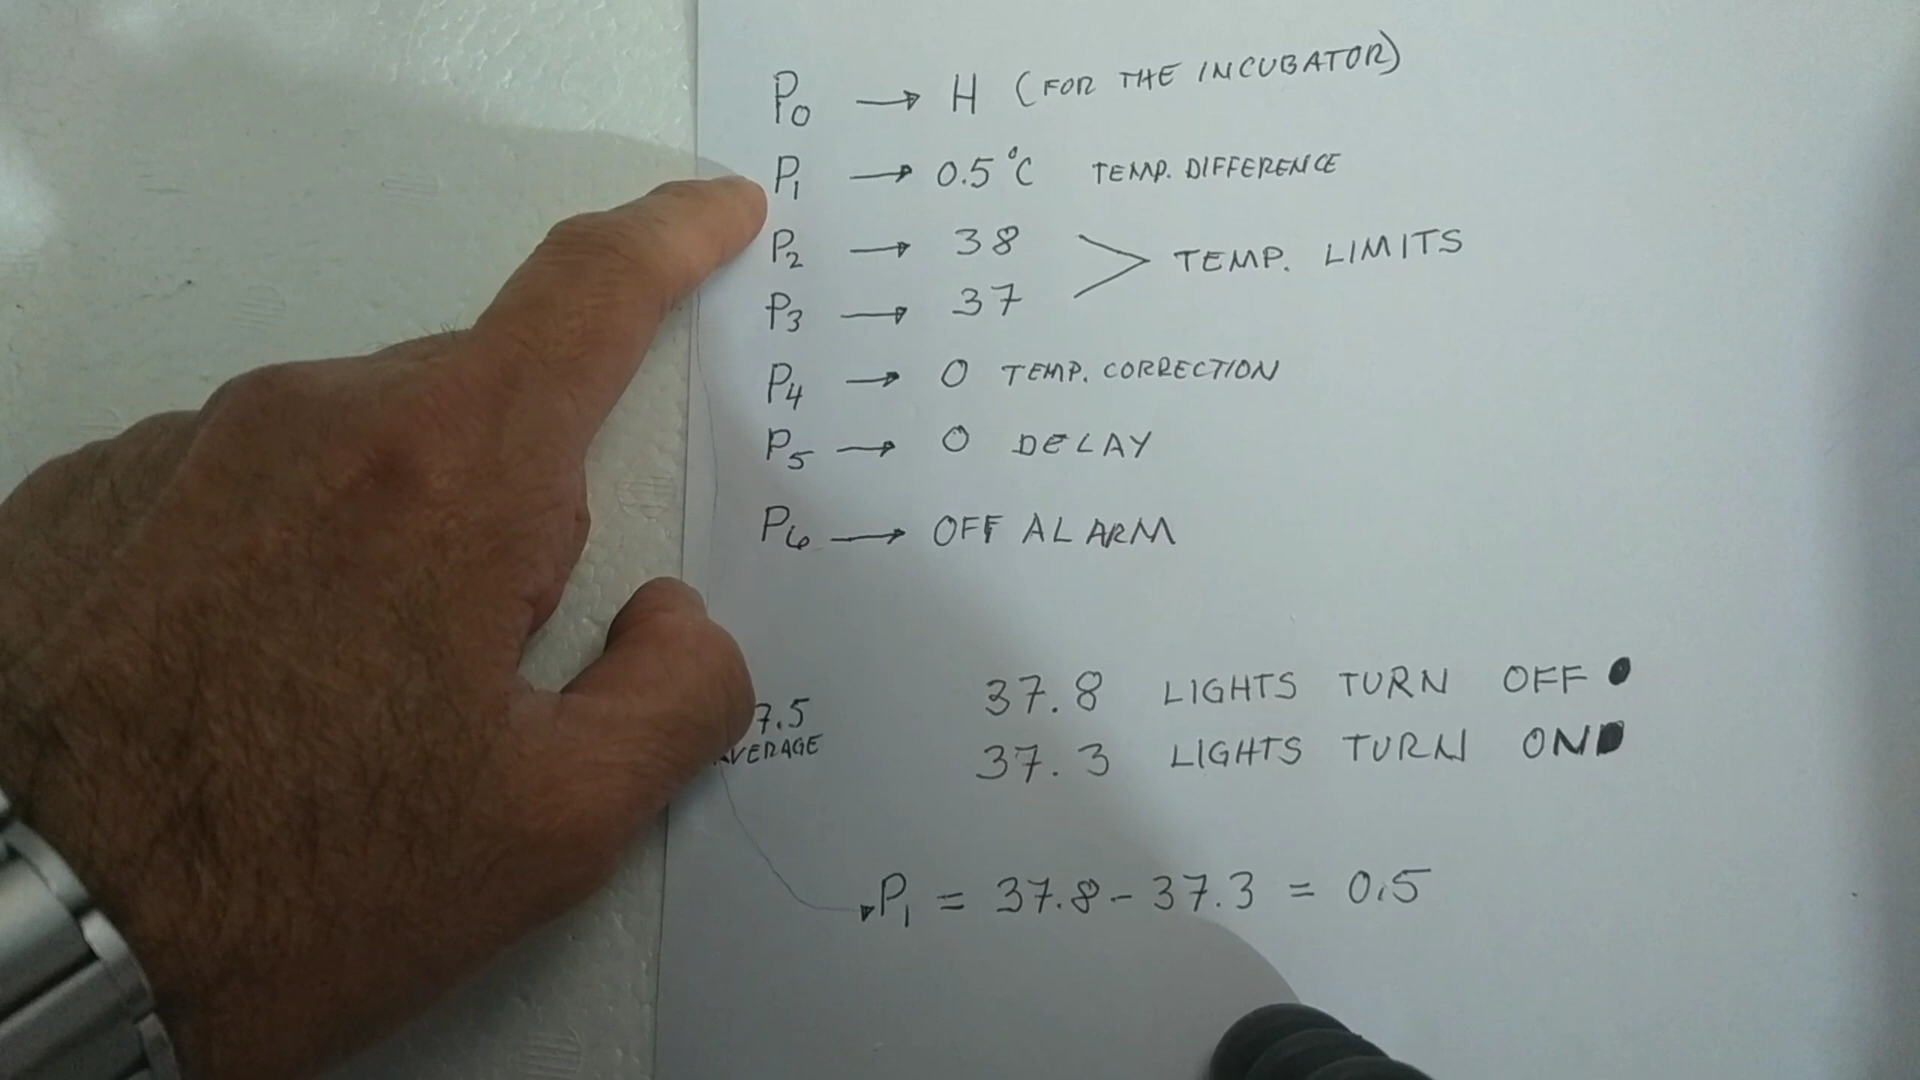 P0 → H (FOR THE INCUBATOR)
P1 → 0.5°C TEMP. DIFFERENCE
P2 → 38
P3 → 37
> TEMP. LIMITS
P4 → 0 TEMP. CORRECTION
P5 → 0 DELAY
P6 → OFF ALARM
37.8 LIGHTS TURN OFF
7.5
37.3 LIGHTS TURN ON
VERAGE
P1 = 37.8 - 37.3 = 0.5